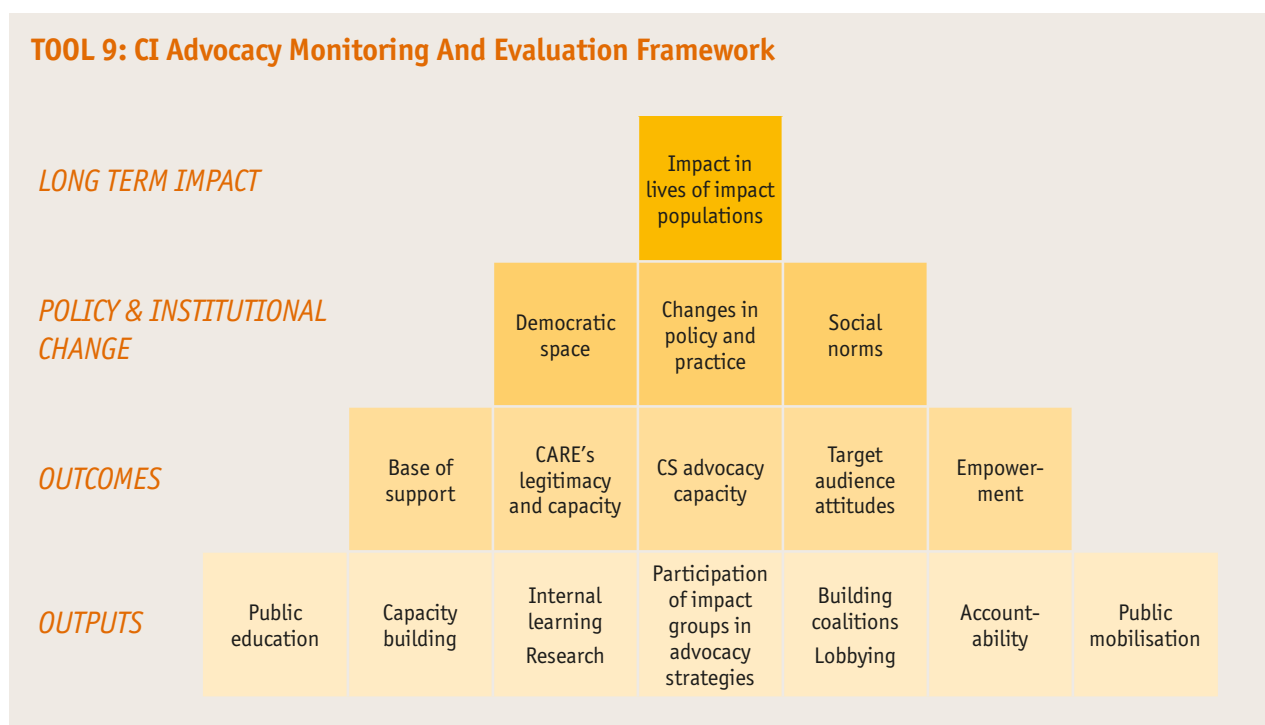 TOOL 9: CI Advocacy Monitoring And Evaluation Framework
LONG TERM IMPACT
Impact in
lives of impact
populations
POLICY & INSTITUTIONAL
CHANGE
Democratic
space
Changes in
policy and
practice
Social
norms
OUTCOMES
Base of
support
CARE’s
legitimacy
and capacity
CS advocacy
capacity
Target
audience
attitudes
Empower-
ment
OUTPUTS
Public
education
Capacity
building
Internal
learning
Research
Participation
of impact
groups in
advocacy
strategies
Building
coalitions
Lobbying
Account-
ability
Public
mobilisation